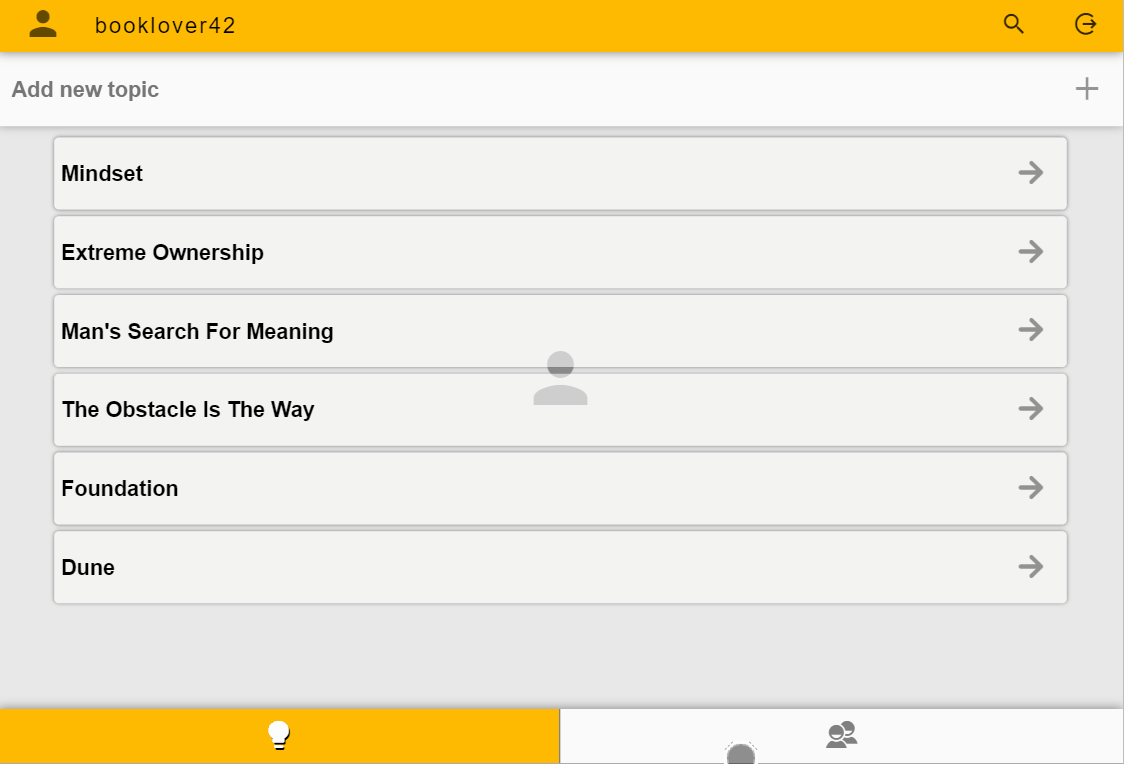 booklover42
Add new topic
Mindset
Extreme Ownership
Man's Search For Meaning
The Obstacle Is The Way
Foundation
Dune